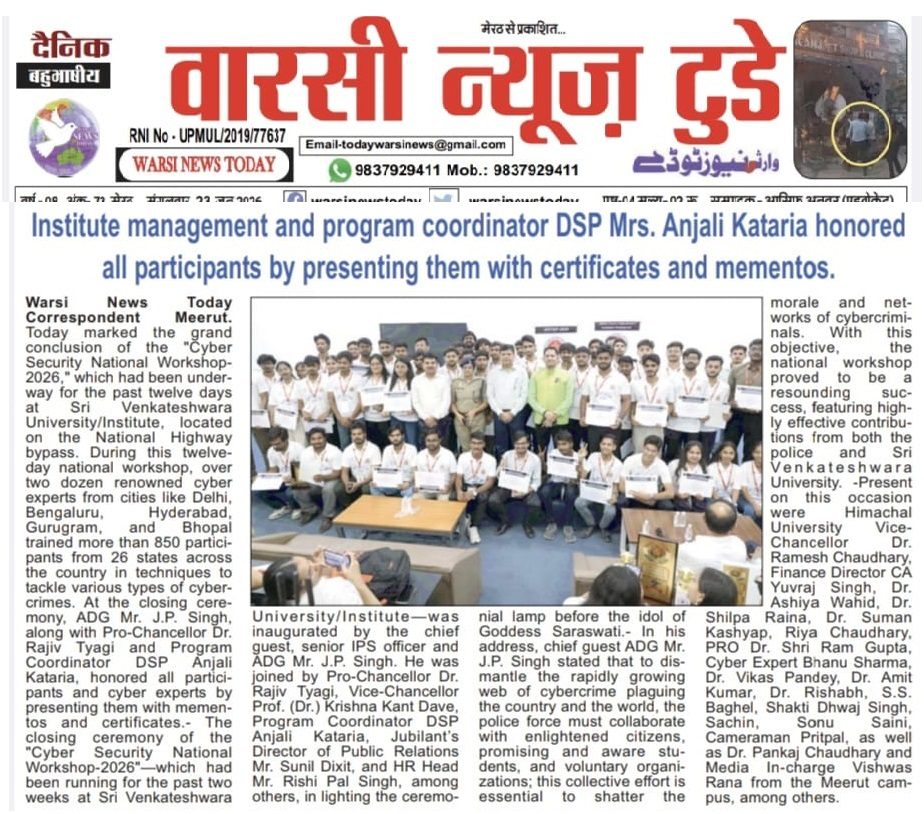 मेरठ से प्रकाशित...
दैनिक
बहुभाषीय
वारसी न्यूज़ टुडे
RNI No - UPMUL/2019/77637
WARSI NEWS TODAY
Email-todaywarsinews@gmail.com
9837929411 Mob.: 9837929411
وارثی نیوز ٹوڈے
warsinewstoday
warsinewstoday
Institute management and program coordinator DSP Mrs. Anjali Kataria honored
all participants by presenting them with certificates and mementos.
Warsi News Today
Correspondent Meerut.
Today marked the grand
conclusion of the "Cyber
Security National Workshop-
2026," which had been under-
way for the past twelve days
at Sri Venkateshwara
University/Institute, located
on the National Highway
bypass. During this twelve-
day national workshop, over
two dozen renowned cyber
experts from cities like Delhi,
Bengaluru, Hyderabad,
Gurugram, and Bhopal
trained more than 850 partici-
pants from 26 states across
the country in techniques to
tackle various types of cyber-
crimes. At the closing cere-
mony, ADG Mr. J.P. Singh,
along with Pro-Chancellor Dr.
Rajiv Tyagi and Program
Coordinator DSP Anjali
Kataria, honored all partici-
pants and cyber experts by
presenting them with memen-
tos and certificates.- The
closing ceremony of the
"Cyber Security National
Workshop-2026"—which had
been running for the past two
weeks at Sri Venkateshwara
University/Institute—was
inaugurated by the chief
guest, senior IPS officer and
ADG Mr. J.P. Singh. He was
joined by Pro-Chancellor Dr.
Rajiv Tyagi, Vice-Chancellor
Prof. (Dr.) Krishna Kant Dave,
Program Coordinator DSP
Anjali Kataria, Jubilant's
Director of Public Relations
Mr. Sunil Dixit, and HR Head
Mr. Rishi Pal Singh, among
others, in lighting the ceremo-
nial lamp before the idol of
Goddess Saraswati.- In his
address, chief guest ADG Mr.
J.P. Singh stated that to dis-
mantle the rapidly growing
web of cybercrime plaguing
the country and the world, the
police force must collaborate
with enlightened citizens,
promising and aware stu-
dents, and voluntary organi-
zations; this collective effort is
essential to shatter the
morale and net-
works of cybercrimi-
nals. With this
objective, the
national workshop
proved to be a
resounding suc-
cess, featuring high-
ly effective contribu-
tions from both the
police and Sri
Venkateshwara
University. -Present
on this occasion
were Himachal
University Vice-
Chancellor Dr.
Ramesh Chaudhary,
Finance Director CA
Yuvraj Singh, Dr.
Ashiya Wahid, Dr.
Shilpa Raina, Dr. Suman
Kashyap, Riya Chaudhary,
PRO Dr. Shri Ram Gupta,
Cyber Expert Bhanu Sharma,
Dr. Vikas Pandey, Dr. Amit
Kumar, Dr. Rishabh, S.S.
Baghel, Shakti Dhwaj Singh,
Sachin, Sonu Saini,
Cameraman Pritpal, as well
as Dr. Pankaj Chaudhary and
Media In-charge Vishwas
Rana from the Meerut cam-
pus, among others.